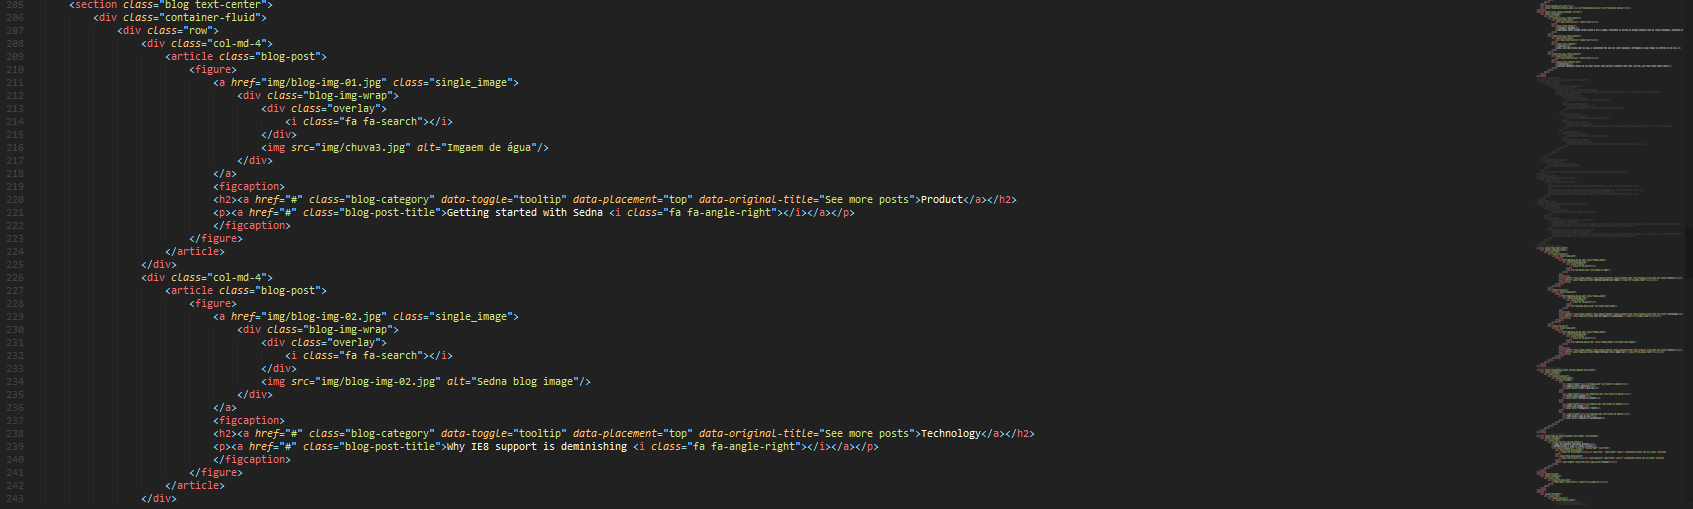 205 <section class="blog text-center">
206 <div class="container-fluid">
207 <div class="row">
208 <div class="col-md-4">
209 <article class="blog-post">
210 <figure>
211 <a href="img/blog-img-01.jpg" class="single_image">
212 <div class="blog-img-wrap">
213 <div class="overlay">
214 <i class="fa fa-search"></i>
215 </div>
216 <img src="img/chuva3.jpg" alt="Imgaem de água"/>
217 </div>
218 </a>
219 <figcaption>
220 <h2><a href="#" class="blog-category" data-toggle="tooltip" data-placement="top" data-original-title="See more posts">Product</a></h2>
221 <p><a href="#" class="blog-post-title">Getting started with Sedna <i class="fa fa-angle-right"></i></a></p>
222 </figcaption>
223 </figure>
224 </article>
225 </div>
226 <div class="col-md-4">
227 <article class="blog-post">
228 <figure>
229 <a href="img/blog-img-02.jpg" class="single_image">
230 <div class="blog-img-wrap">
231 <div class="overlay">
232 <i class="fa fa-search"></i>
233 </div>
234 <img src="img/blog-img-02.jpg" alt="Sedna blog image"/>
235 </div>
236 </a>
237 <figcaption>
238 <h2><a href="#" class="blog-category" data-toggle="tooltip" data-placement="top" data-original-title="See more posts">Technology</a></h2>
239 <p><a href="#" class="blog-post-title">Why IE8 support is deminishing <i class="fa fa-angle-right"></i></a></p>
240 </figcaption>
241 </figure>
242 </article>
243 </div>